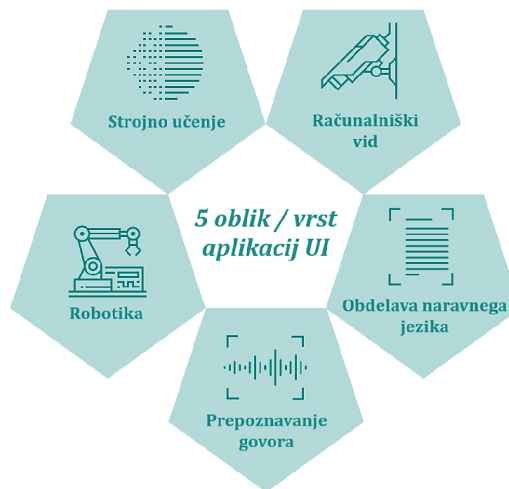 Strojno učenje
Računalniški
vid
5 oblik / vrst
aplikacij UI
Robotika
Obdelava naravnega
jezika
Prepoznavanje
govora